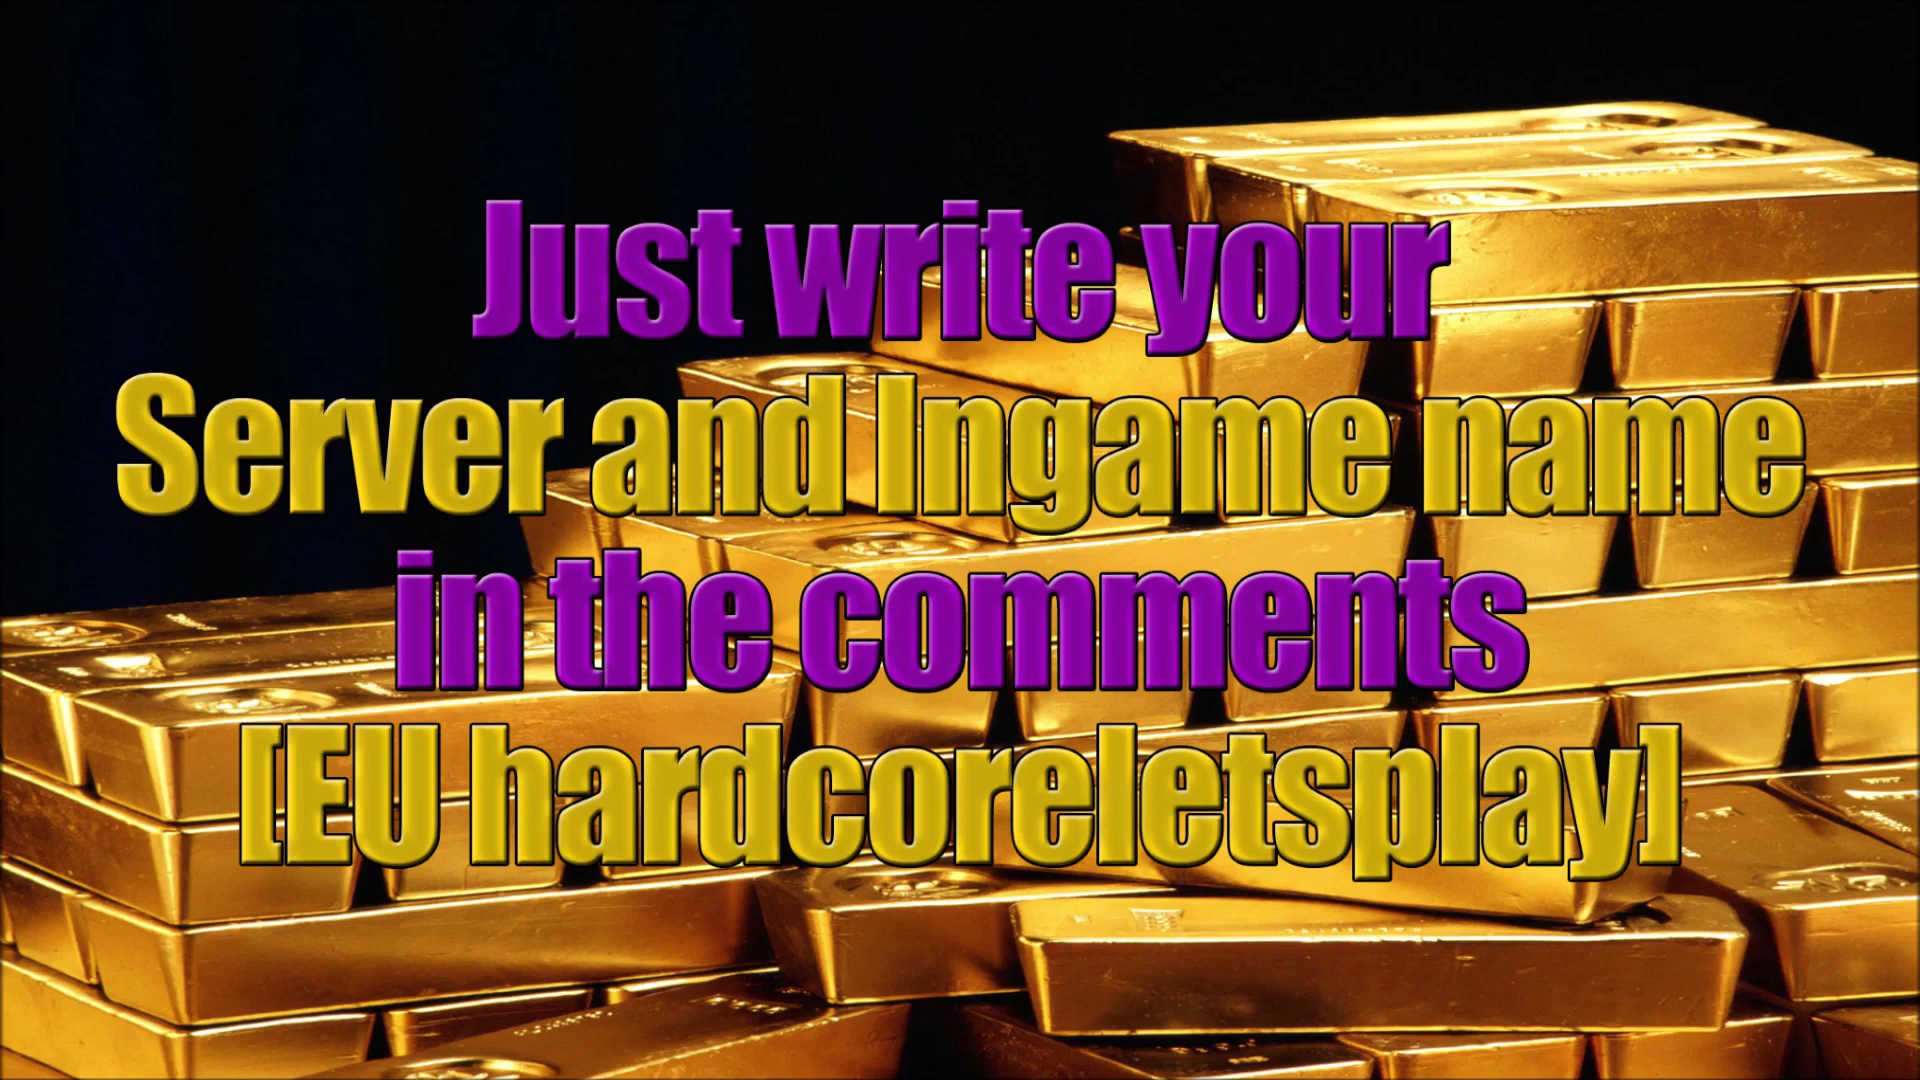 Just write your
Server and Ingame name
in the comments
[EU hardcoreletsplay]